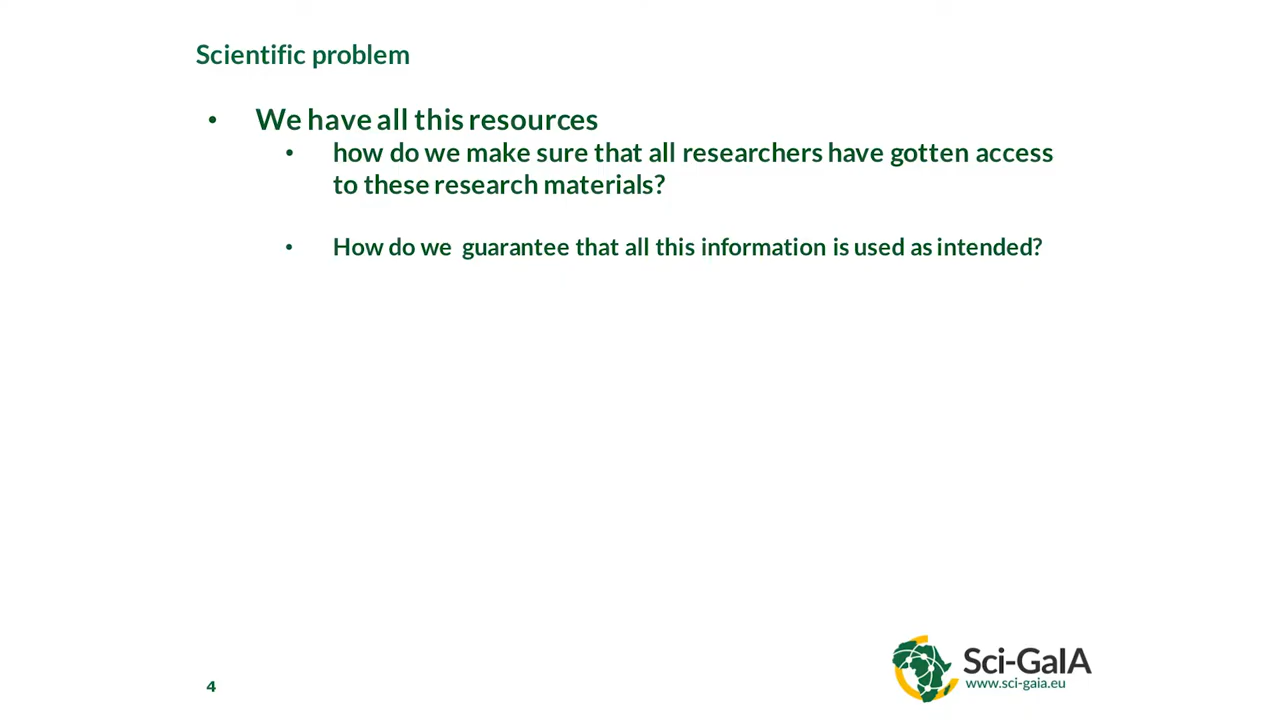 Scientific problem
• We have all this resources
• how do we make sure that all researchers have gotten access
to these research materials?
• How do we guarantee that all this information is used as intended?
4
Sci-GaIA
www.sci-gaia.eu